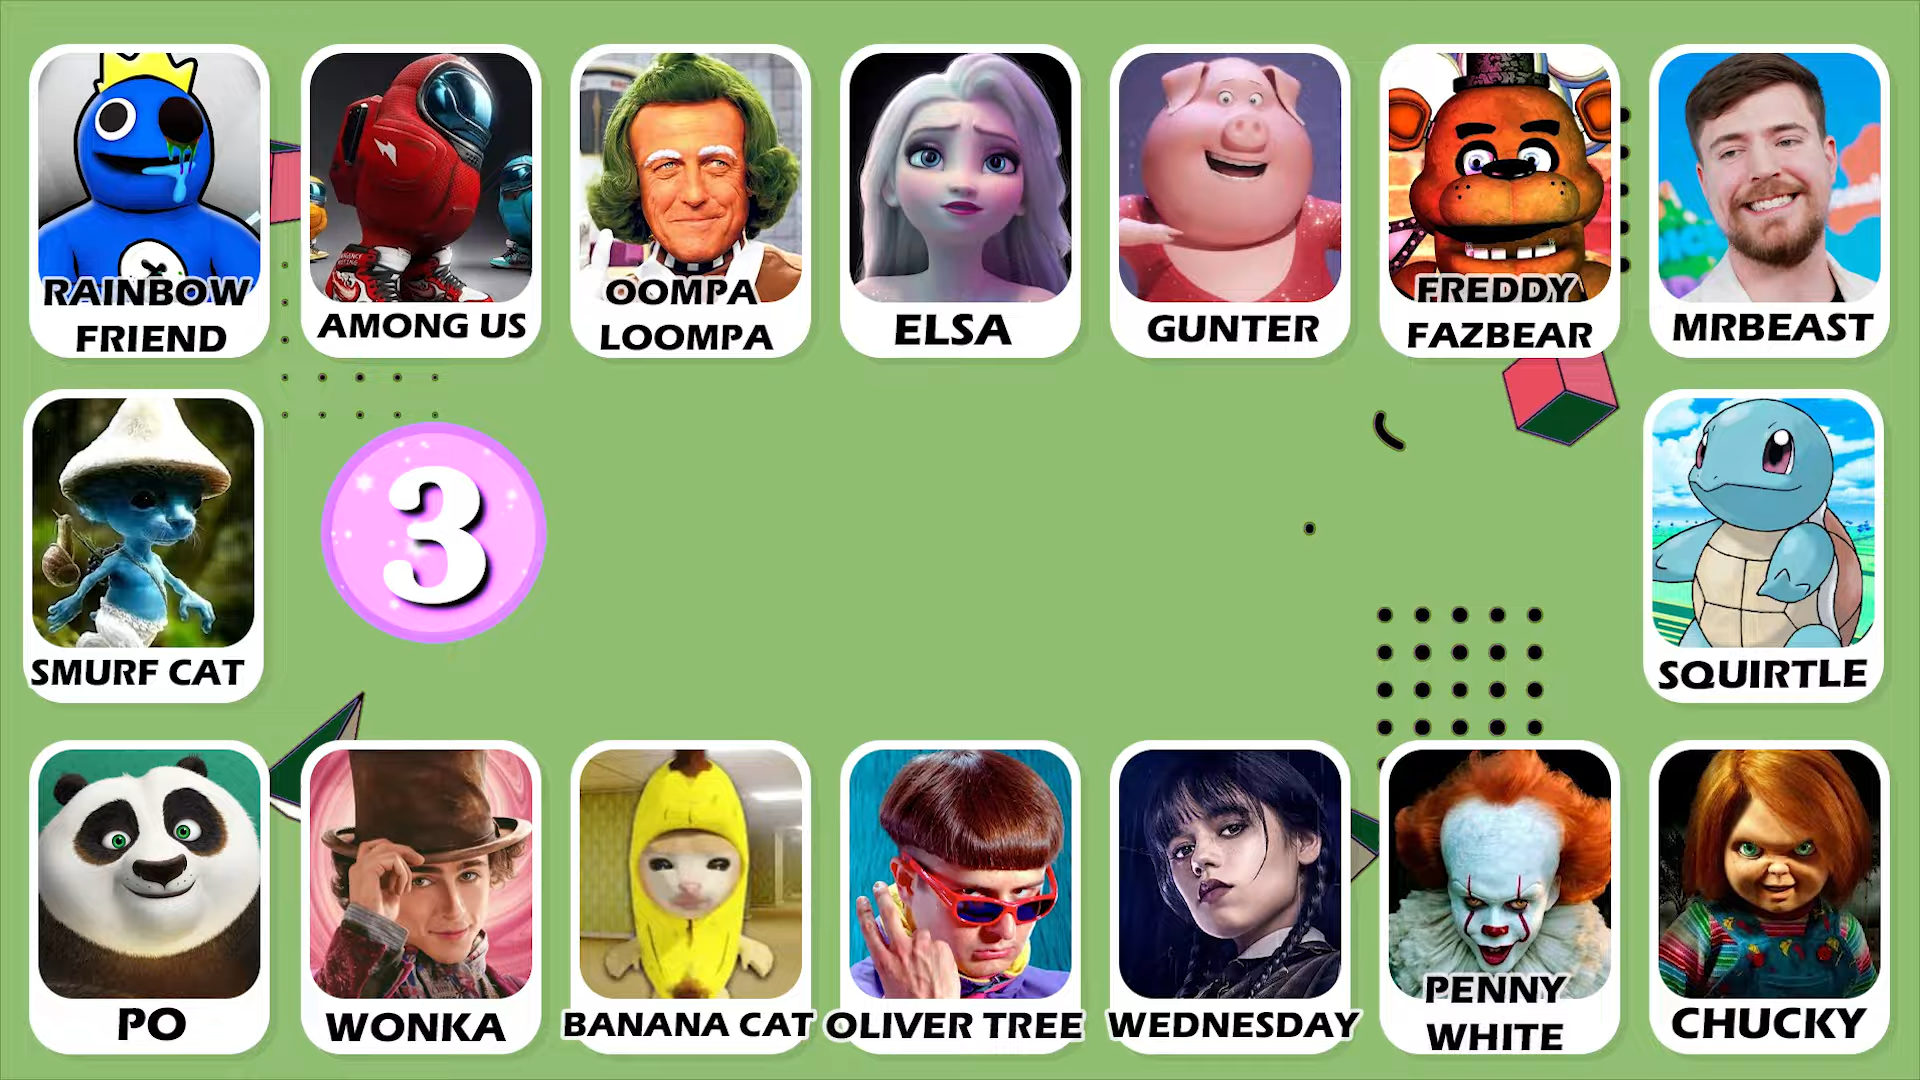 RAINBOW
FRIEND
AMONG US
OOMPA
LOOMPA
ELSA
GUNTER
FREDDY
FAZBEAR
MRBEAST
SMURF CAT
3
SQUIRTLE
PO
WONKA
BANANA CAT
OLIVER TREE
WEDNESDAY
PENNY
WHITE
CHUCKY